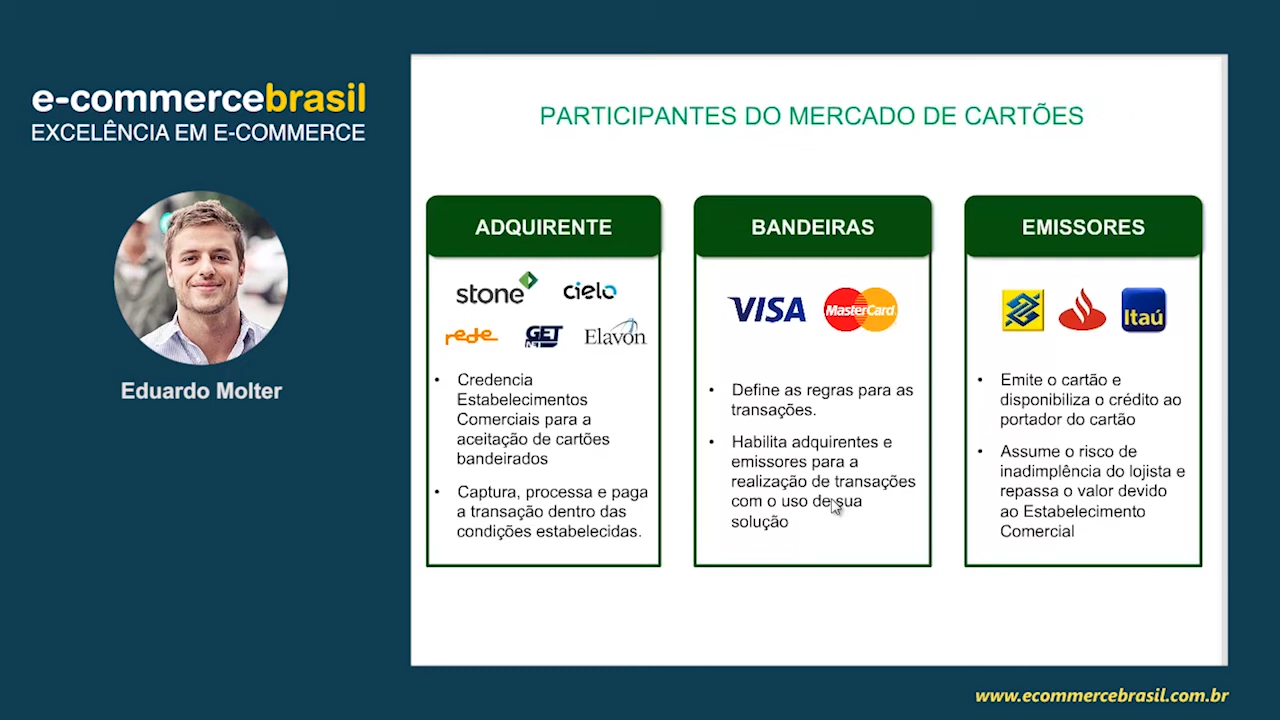 e-commercebrasil
EXCELÊNCIA EM E-COMMERCE
Eduardo Molter
PARTICIPANTES DO MERCADO DE CARTÕES
ADQUIRENTE
stone
cielo
rede
GET
NET
Elavon
• Credencia
Estabelecimentos
Comerciais para a
aceitação de cartões
bandeirados
• Captura, processa e paga
a transação dentro das
condições estabelecidas.
BANDEIRAS
VISA
MasterCard
• Define as regras para as
transações.
• Habilita adquirentes e
emissores para a
realização de transações
com o uso de sua
solução
EMISSORES
Itaú
• Emite o cartão e
disponibiliza o crédito ao
portador do cartão
• Assume o risco de
inadimplência do lojista e
repassa o valor devido
ao Estabelecimento
Comercial
www.ecommercebrasil.com.br